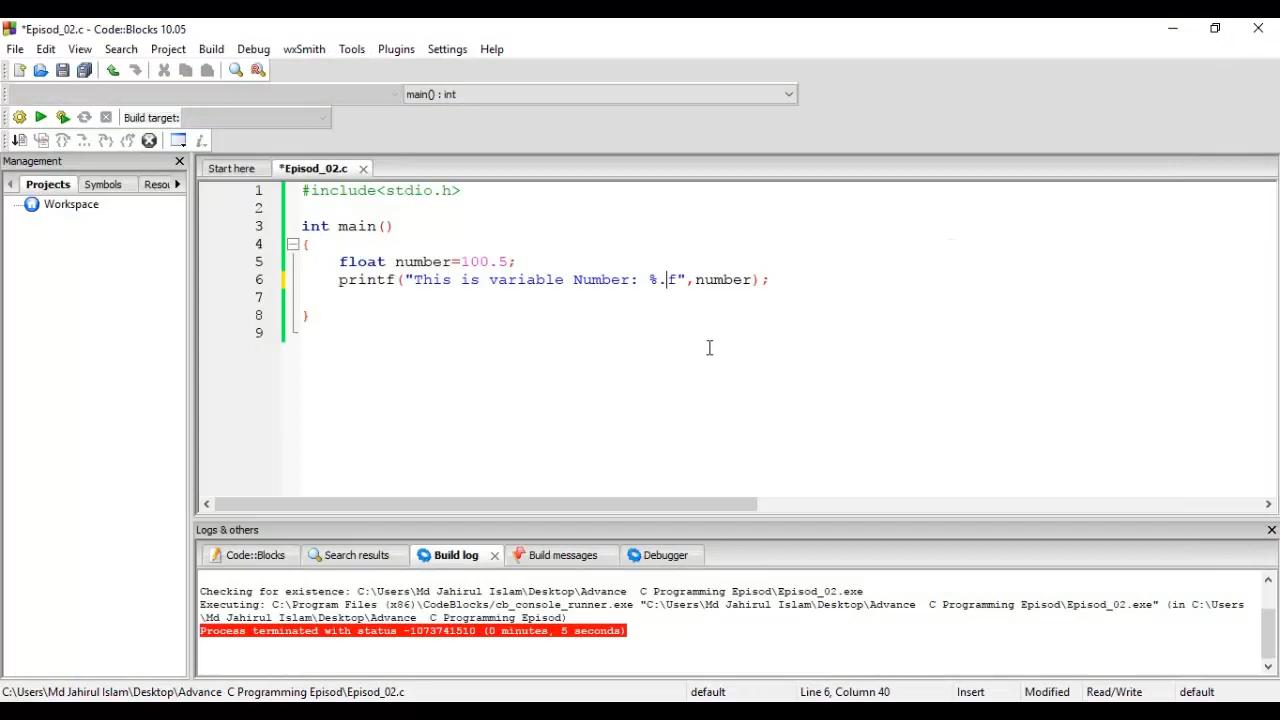 *Episod_02.c - Code::Blocks 10.05
File Edit View Search Project Build Debug wxSmith Tools Plugins Settings Help
main() : int
Build target:
Management
Start here *Episod_02.c
Projects Symbols Resou
Workspace
1 #include<stdio.h>
2
3 int main()
4 {
5 float number=100.5;
6 printf("This is variable Number: %.f",number);
7
8 }
9
Logs & others
Code::Blocks Search results Build log Build messages Debugger
Checking for existence: C:\Users\Md Jahirul Islam\Desktop\Advance  C Programming Episod\Episod_02.exe
Executing: C:\Program Files (x86)\CodeBlocks/cb_console_runner.exe "C:\Users\Md Jahirul Islam\Desktop\Advance  C Programming Episod\Episod_02.exe" (in C:\Users
\Md Jahirul Islam\Desktop\Advance  C Programming Episod)
Process terminated with status -1073741510 (0 minutes, 5 seconds)
C:\Users\Md Jahirul Islam\Desktop\Advance  C Programming Episod\Episod_02.c default Line 6, Column 40 Insert Modified Read/Write default